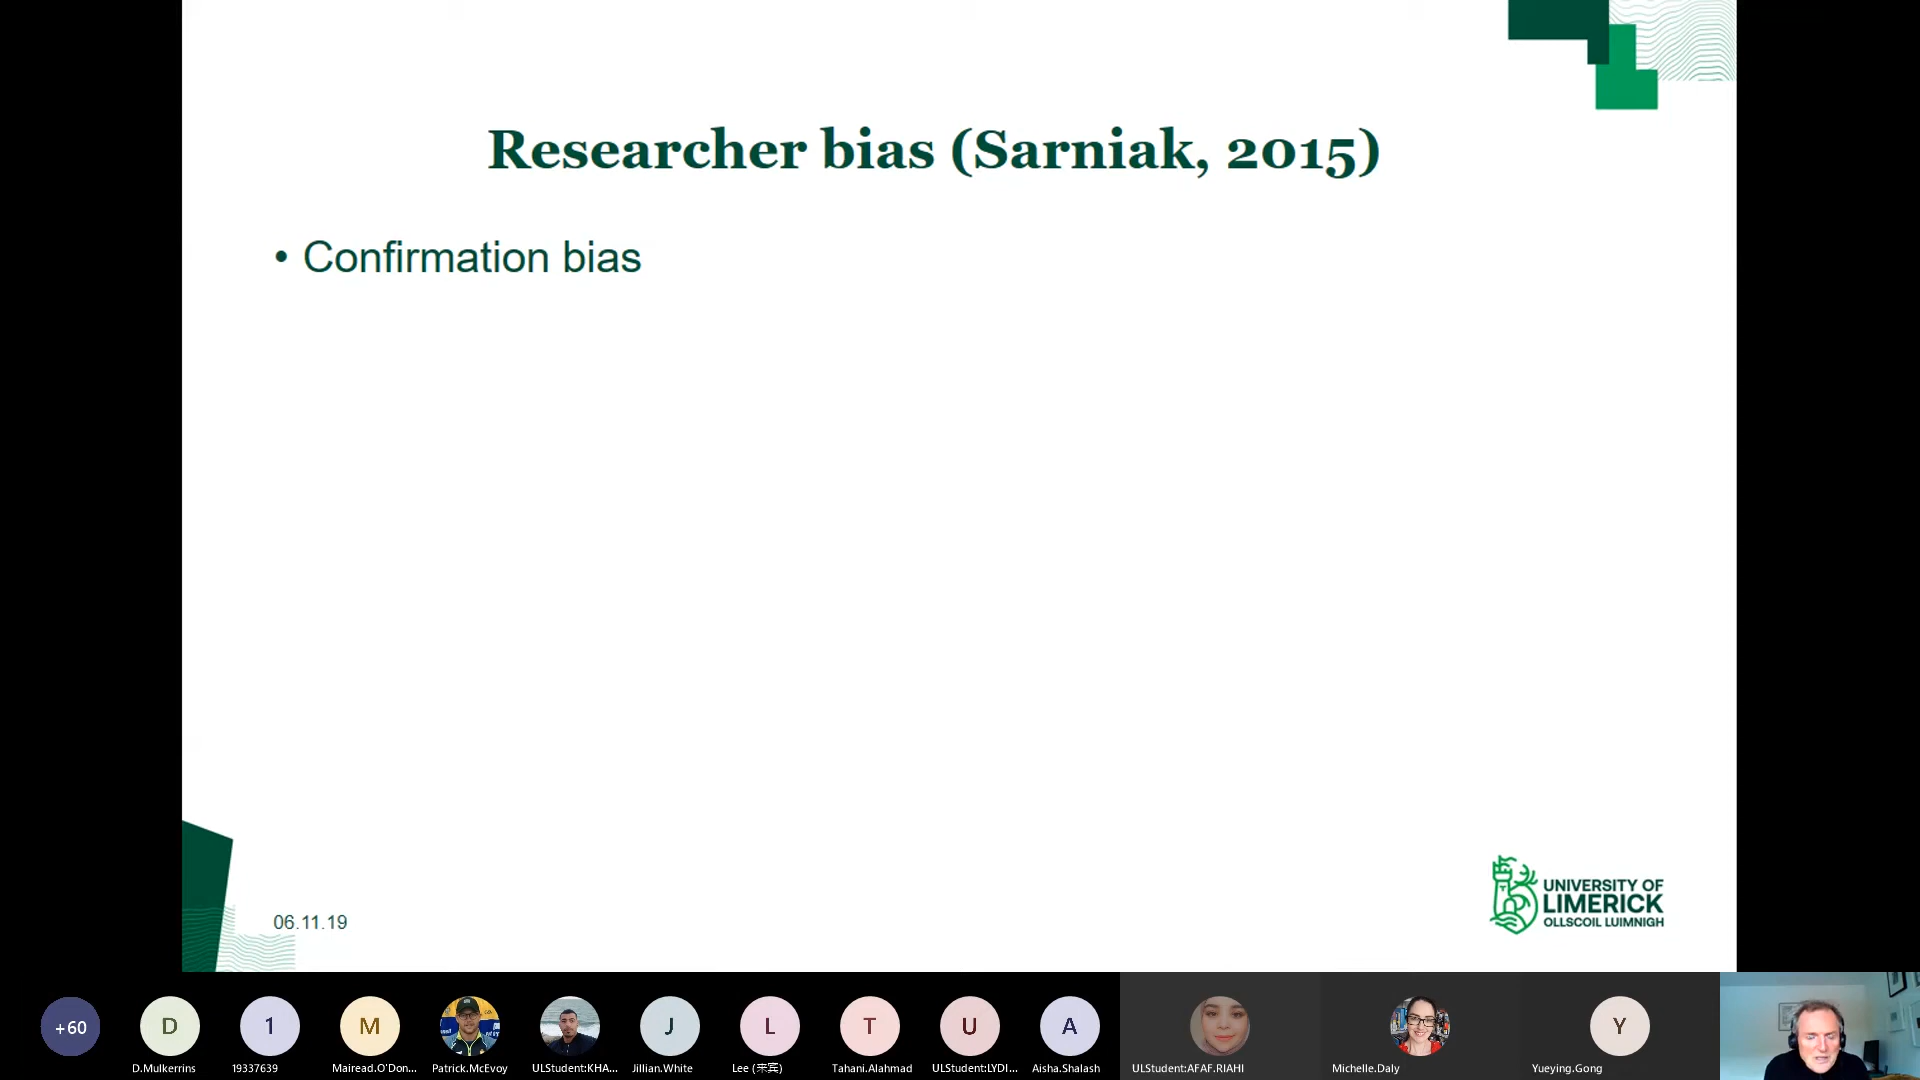 Researcher bias (Sarniak, 2015)
• Confirmation bias
06.11.19
UNIVERSITY OF
LIMERICK
OLLSCOIL LUIMNIGH
+60
D
1
M
J
L
T
U
A
Y
D.Mulkerrins
19337639
Mairead.O'Don...
Patrick.McEvoy
ULStudent:KHA...
Jillian.White
Lee (来宾)
Tahani.Alahmad
ULStudent:LYDI...
Aisha.Shalash
ULStudent:AFAF.RIAHI
Michelle.Daly
Yueying.Gong